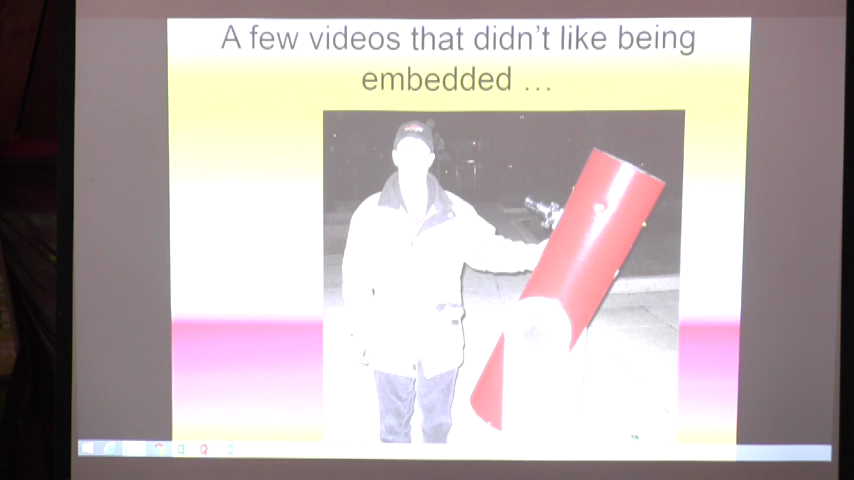 A few videos that didn't like being
embedded …